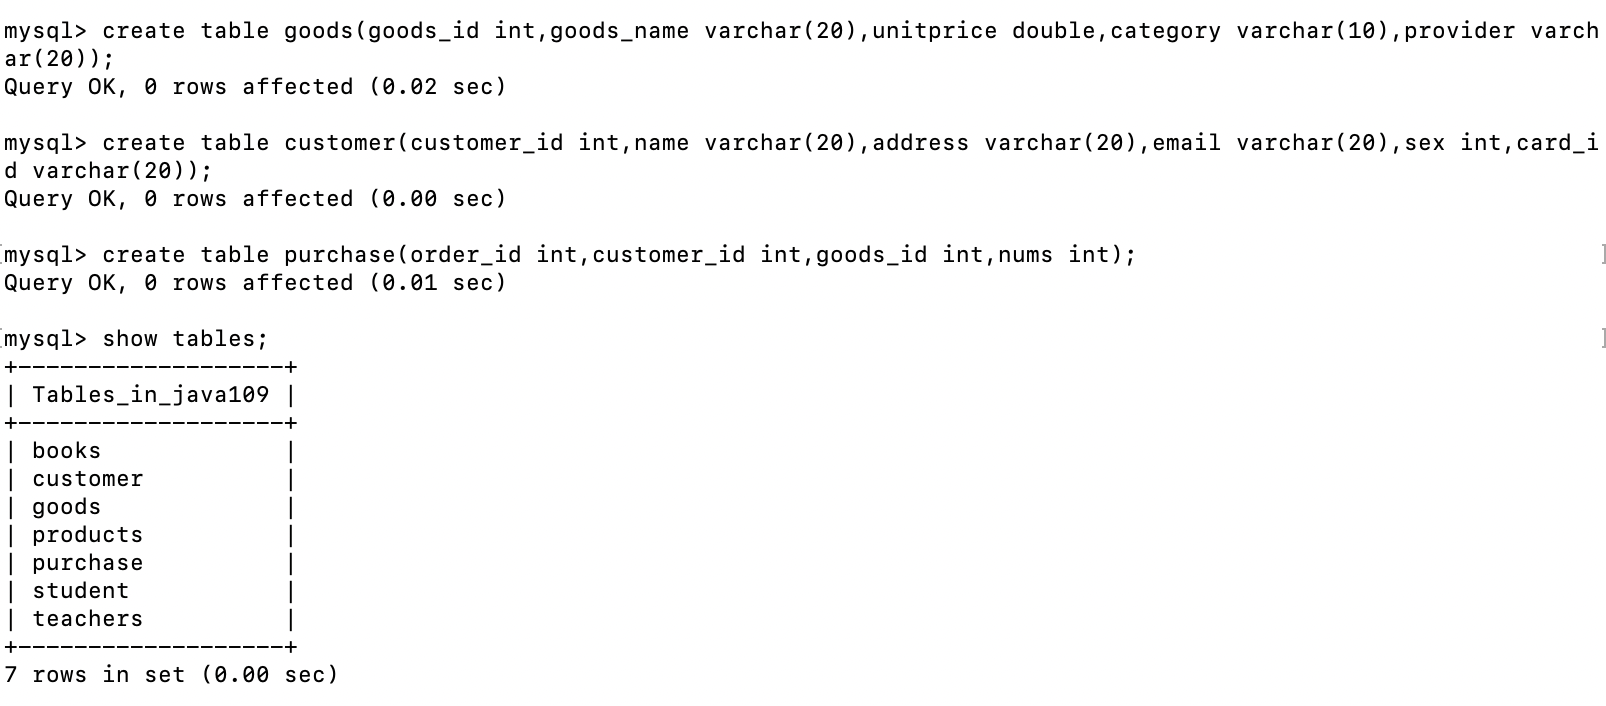 mysql> create table goods(goods_id int,goods_name varchar(20),unitprice double,category varchar(10),provider varch
ar(20));
Query OK, 0 rows affected (0.02 sec)

mysql> create table customer(customer_id int,name varchar(20),address varchar(20),email varchar(20),sex int,card_i
d varchar(20));
Query OK, 0 rows affected (0.00 sec)

[mysql> create table purchase(order_id int,customer_id int,goods_id int,nums int); ]
Query OK, 0 rows affected (0.01 sec)

[mysql> show tables; ]
+-------------------+
| Tables_in_java109 |
+-------------------+
| books             |
| customer          |
| goods             |
| products          |
| purchase          |
| student           |
| teachers          |
+-------------------+
7 rows in set (0.00 sec)